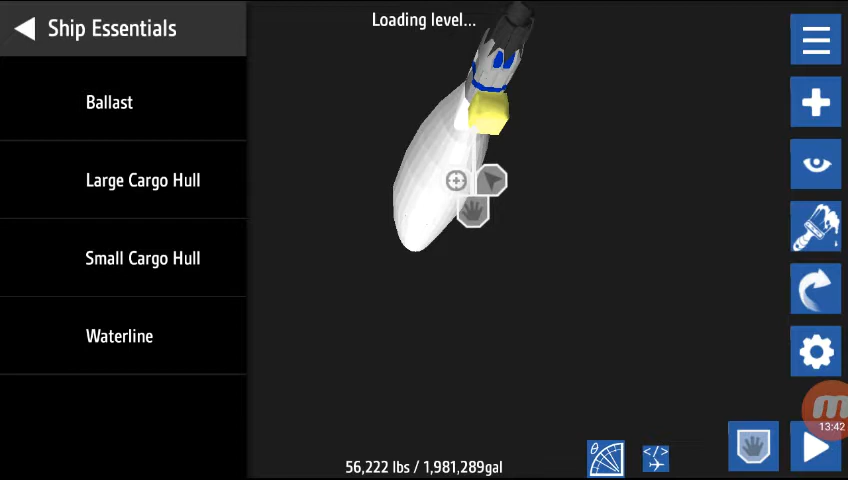 Ship Essentials
Loading level...
Ballast
Large Cargo Hull
Small Cargo Hull
Waterline
56,222 lbs / 1,981,289gal
θ
</>
13:42